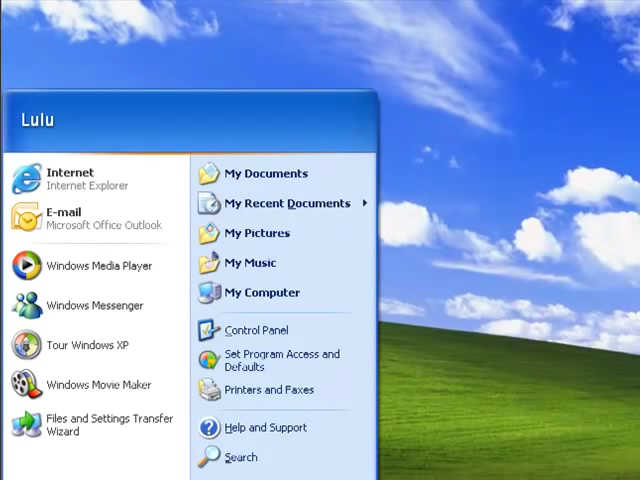 Lulu
Internet
Internet Explorer
E-mail
Microsoft Office Outlook
Windows Media Player
Windows Messenger
Tour Windows XP
Windows Movie Maker
Files and Settings Transfer
Wizard
My Documents
My Recent Documents
My Pictures
My Music
My Computer
Control Panel
Set Program Access and
Defaults
Printers and Faxes
Help and Support
Search